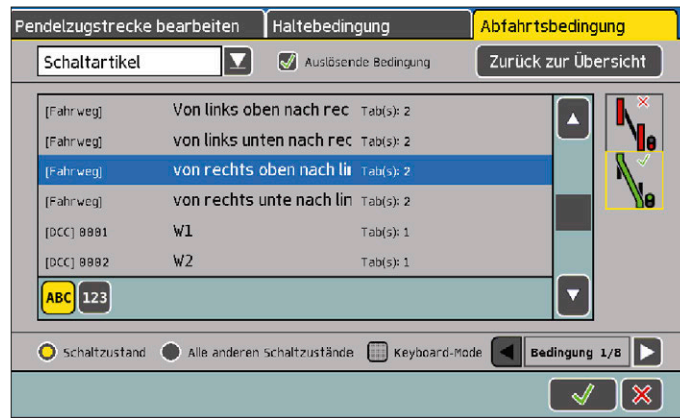 Pendelzugstrecke bearbeiten Haltebedingung Abfahrtsbedingung
Schaltartikel Auslösende Bedingung Zurück zur Übersicht
[Fahrweg] Von links oben nach rec Tab(s): 2
[Fahrweg] von links unten nach rec Tab(s): 2
[Fahrweg] von rechts oben nach lin Tab(s): 2
[Fahrweg] von rechts unte nach lin Tab(s): 2
[DCC] 0001 W1 Tab(s): 1
[DCC] 0002 W2 Tab(s): 1
ABC 123
Schaltzustand Alle anderen Schaltzustände Keyboard-Mode Bedingung 1/8